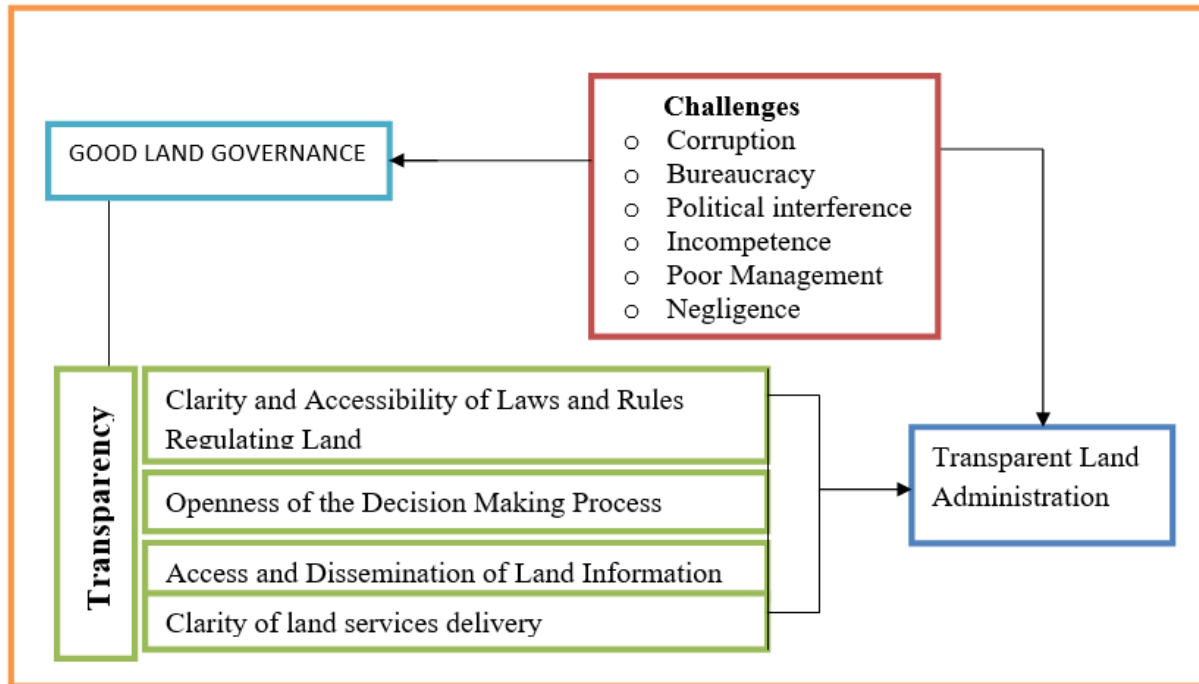 Challenges
o Corruption
o Bureaucracy
o Political interference
o Incompetence
o Poor Management
o Negligence
GOOD LAND GOVERNANCE
Transparency
Clarity and Accessibility of Laws and Rules
Regulating Land
Openness of the Decision Making Process
Access and Dissemination of Land Information
Clarity of land services delivery
Transparent Land
Administration